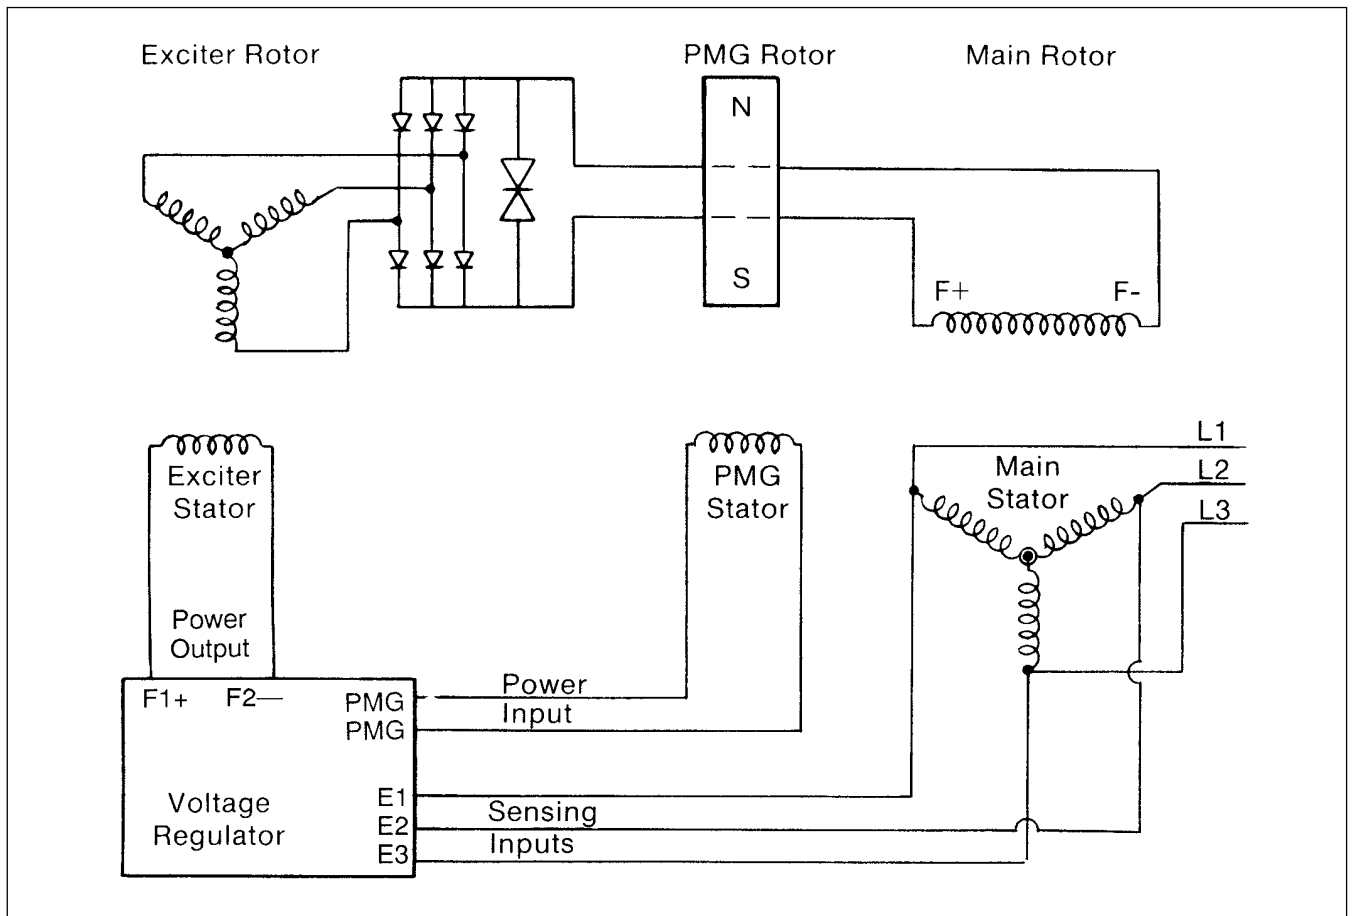 Exciter Rotor
PMG Rotor
Main Rotor
N
S
F+
F-
Exciter
Stator
PMG
Stator
Main
Stator
L1
L2
L3
Power
Output
F1+
F2—
PMG
PMG
Power
Input
Voltage
Regulator
E1
E2
E3
Sensing
Inputs